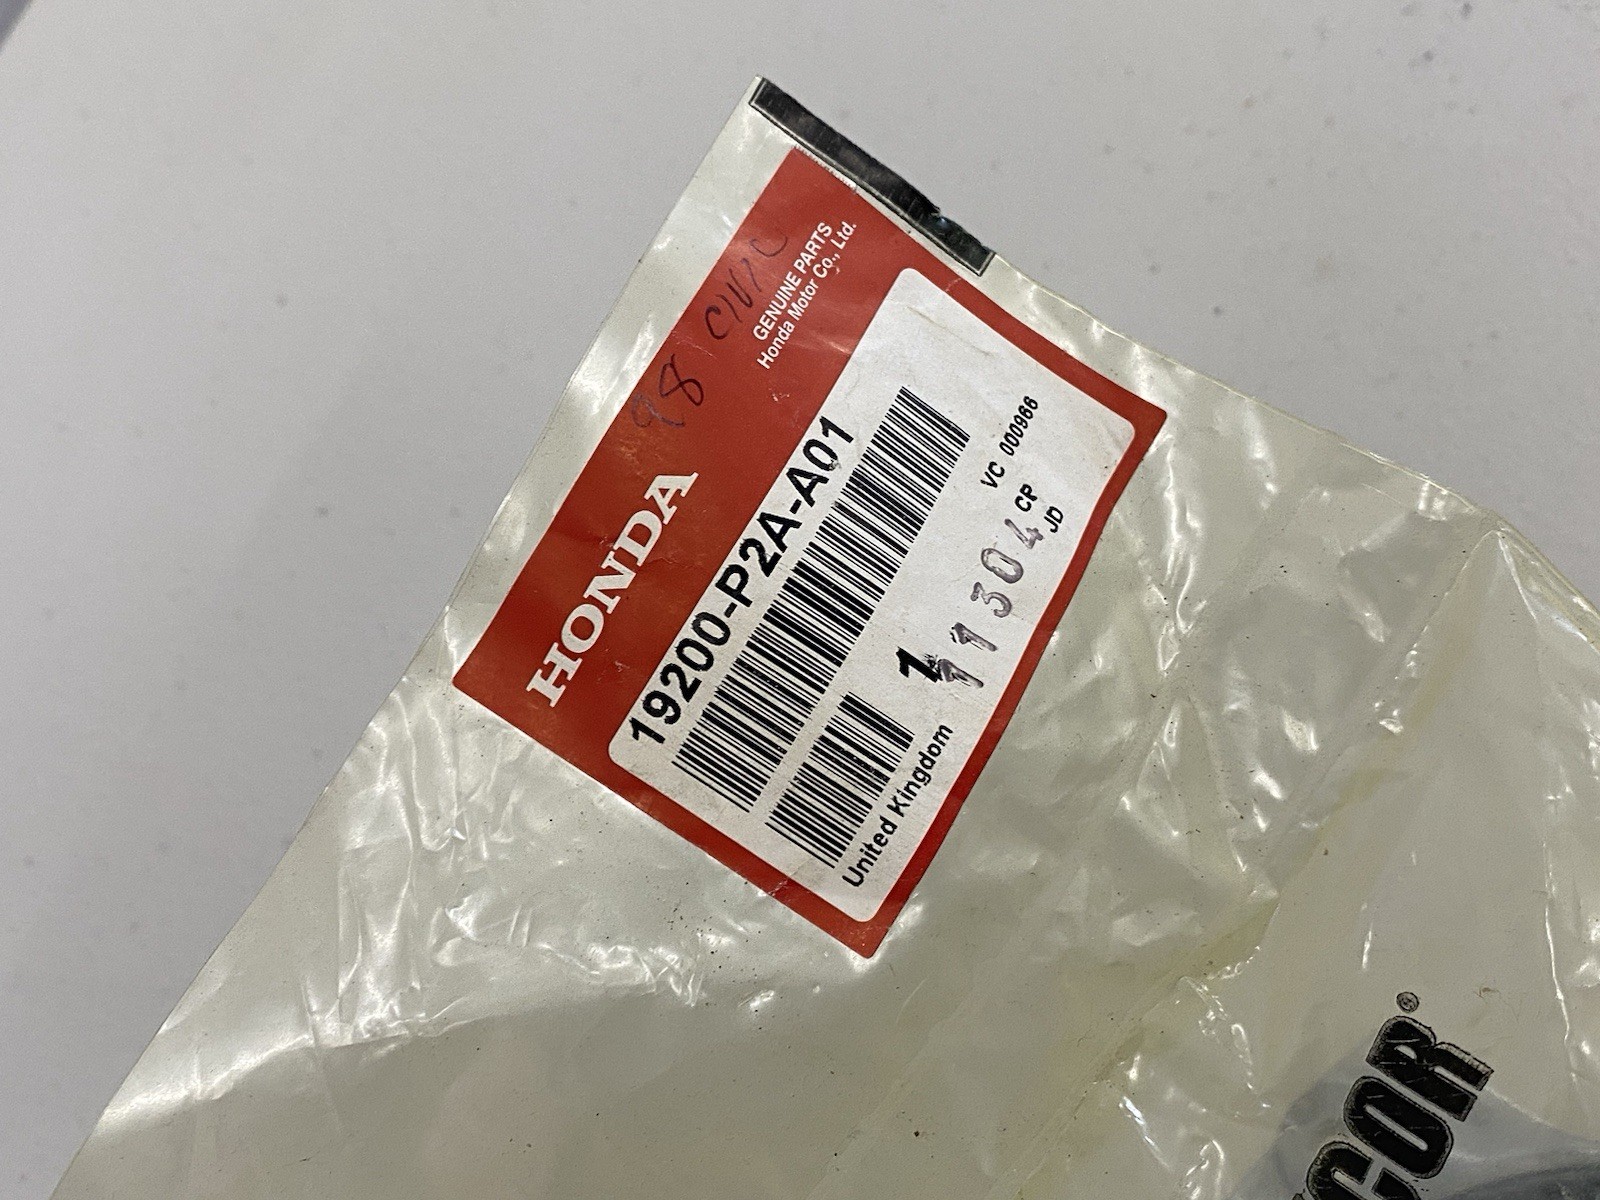 98 CIVIC
GENUINE PARTS
Honda Motor Co., Ltd.
HONDA
19200-P2A-A01
VC 000966
CP
JD
1
11304
United Kingdom
COR®